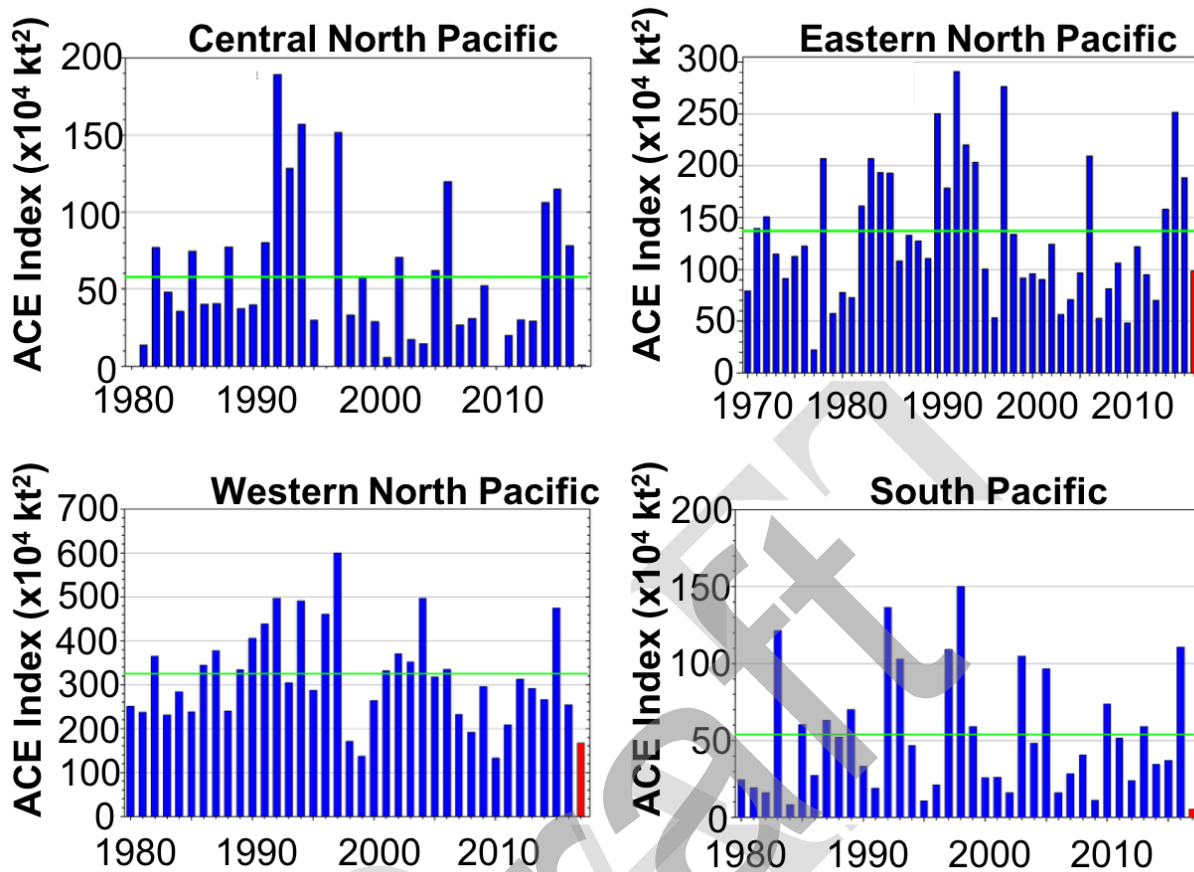 Central North Pacific
ACE Index (x10⁴ kt²)
200
150
100
50
0
1980 1990 2000 2010
Eastern North Pacific
ACE Index (x10⁴ kt²)
300
250
200
150
100
50
0
1970 1980 1990 2000 2010
Western North Pacific
ACE Index (x10⁴ kt²)
700
600
500
400
300
200
100
0
1980 1990 2000 2010
South Pacific
ACE Index (x10⁴ kt²)
200
150
100
50
0
1980 1990 2000 2010